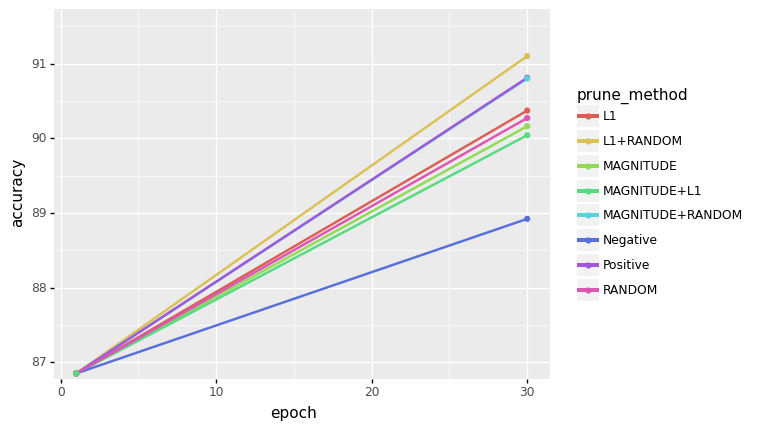 91
90
89
88
87
accuracy
0
10
20
30
epoch
prune_method
L1
L1+RANDOM
MAGNITUDE
MAGNITUDE+L1
MAGNITUDE+RANDOM
Negative
Positive
RANDOM